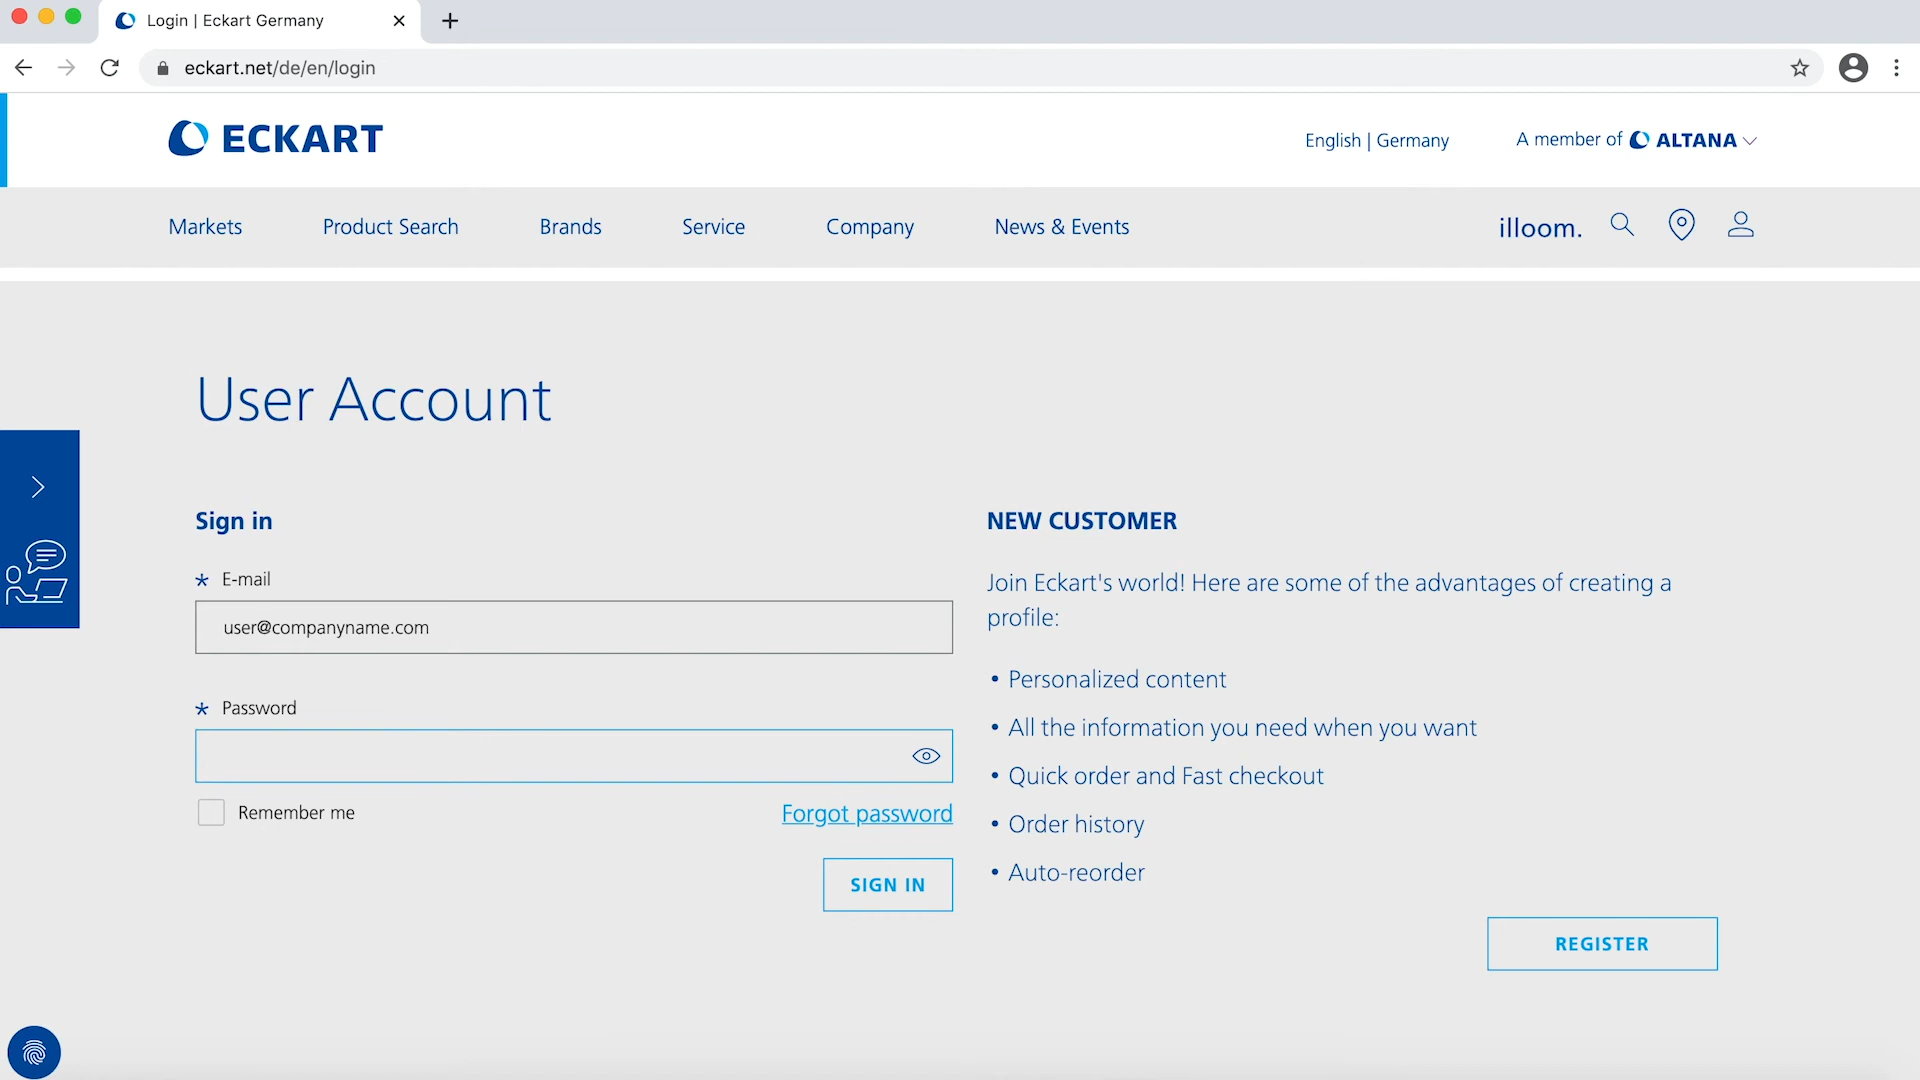 Login | Eckart Germany
eckart.net/de/en/login
ECKART
English | Germany
A member of ALTANA
Markets
Product Search
Brands
Service
Company
News & Events
illoom.
User Account
Sign in
* E-mail
user@companyname.com
* Password
Remember me
Forgot password
SIGN IN
NEW CUSTOMER
Join Eckart's world! Here are some of the advantages of creating a
profile:
• Personalized content
• All the information you need when you want
• Quick order and Fast checkout
• Order history
• Auto-reorder
REGISTER